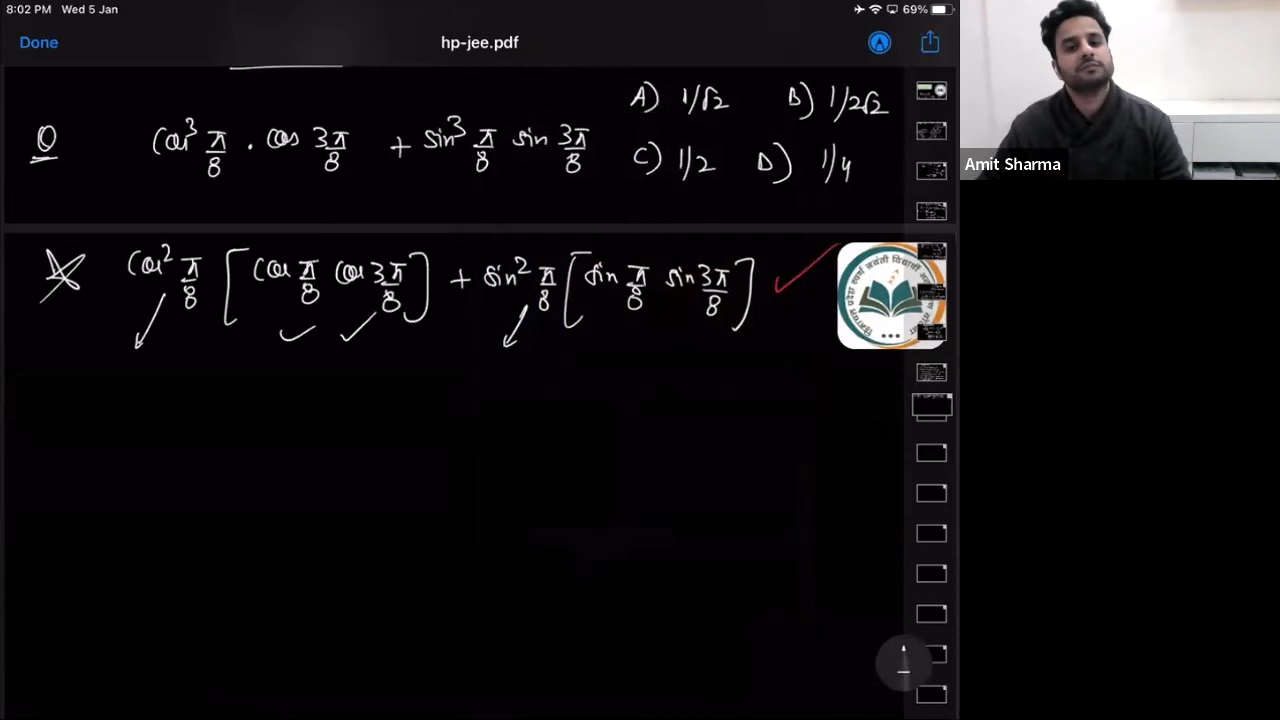 8:02 PM Wed 5 Jan
69%
Done
hp-jee.pdf
A) 1/√2 B) 1/2√2
Q cos³ π/8 . cos 3π/8 + sin³ π/8 sin 3π/8
C) 1/2 D) 1/4
Amit Sharma
cos² π/8 [cos π/8 cos 3π/8] + sin² π/8 [sin π/8 sin 3π/8]